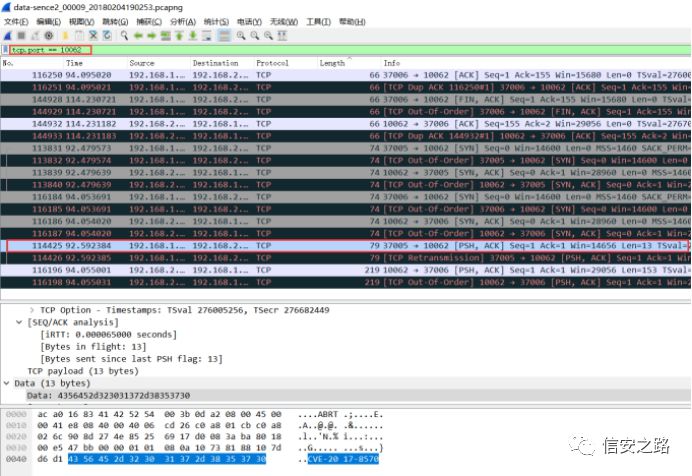 data-sence2_00009_20180204190253.pcapng
文件(F) 编辑(E) 视图(V) 跳转(G) 捕获(C) 分析(A) 统计(S) 电话(Y) 无线(W) 工具(T) 帮助(H)
tcp.port == 10062
No. Time Source Destination Protocol Length Info
116250 94.095020 192.168.1... 192.168.2... TCP 66 37006 → 10062 [ACK] Seq=1 Ack=155 Win=15680 Len=0 TSval=27600
116251 94.095021 192.168.1... 192.168.2... TCP 66 [TCP Dup ACK 116250#1] 37006 → 10062 [ACK] Seq=1 Ack=155 W
144928 114.230721 192.168.1... 192.168.2... TCP 66 37006 → 10062 [FIN, ACK] Seq=1 Ack=155 Win=15680 Len=0 TSv
144929 114.230721 192.168.1... 192.168.2... TCP 66 [TCP Out-Of-Order] 37006 → 10062 [FIN, ACK] Seq=1 Ack=155
144932 114.231182 192.168.2... 192.168.1... TCP 66 10062 → 37006 [ACK] Seq=155 Ack=2 Win=29056 Len=0 TSval=27670
144933 114.231183 192.168.2... 192.168.1... TCP 66 [TCP Dup ACK 144932#1] 10062 → 37006 [ACK] Seq=155 Ack=2 W
113831 92.479573 192.168.1... 192.168.2... TCP 74 37005 → 10062 [SYN] Seq=0 Win=14600 Len=0 MSS=1460 SACK_PERM=
113832 92.479574 192.168.1... 192.168.2... TCP 74 [TCP Out-Of-Order] 37005 → 10062 [SYN] Seq=0 Win=14600 Len=0
113839 92.479639 192.168.2... 192.168.1... TCP 74 10062 → 37005 [SYN, ACK] Seq=0 Ack=1 Win=28960 Len=0 MSS=1460
113840 92.479639 192.168.2... 192.168.1... TCP 74 [TCP Out-Of-Order] 10062 → 37005 [SYN, ACK] Seq=0 Ack=1 Win
116184 94.053691 192.168.1... 192.168.2... TCP 74 37006 → 10062 [SYN] Seq=0 Win=14600 Len=0 MSS=1460 SACK_PERM=
116185 94.053691 192.168.1... 192.168.2... TCP 74 [TCP Out-Of-Order] 37006 → 10062 [SYN] Seq=0 Win=14600 Len=0
116186 94.054020 192.168.2... 192.168.1... TCP 74 10062 → 37006 [SYN, ACK] Seq=0 Ack=1 Win=28960 Len=0 MSS=1460
116187 94.054020 192.168.2... 192.168.1... TCP 74 [TCP Out-Of-Order] 10062 → 37006 [SYN, ACK] Seq=0 Ack=1 Win
114425 92.592384 192.168.1... 192.168.2... TCP 79 37005 → 10062 [PSH, ACK] Seq=1 Ack=1 Win=14656 Len=13 TSval=2
114426 92.592385 192.168.1... 192.168.2... TCP 79 [TCP Retransmission] 37005 → 10062 [PSH, ACK] Seq=1 Ack=1
116196 94.055001 192.168.2... 192.168.1... TCP 219 10062 → 37006 [PSH, ACK] Seq=1 Ack=1 Win=29056 Len=153 TSval=
116198 94.055031 192.168.2... 192.168.1... TCP 219 [TCP Out-Of-Order] 10062 → 37006 [PSH, ACK] Seq=1 Ack=1 W
TCP Option - Timestamps: TSval 276005256, TSecr 276682449
[SEQ/ACK analysis]
[iRTT: 0.000065000 seconds]
[Bytes in flight: 13]
[Bytes sent since last PSH flag: 13]
TCP payload (13 bytes)
Data (13 bytes)
Data: 4356452d323031372d38353730
0000 ac a0 16 83 41 42 52 54 00 3b 0d a2 08 00 45 00 ....ABRT .;....E.
0010 00 41 e8 08 40 00 40 06 cd 26 c0 a8 01 cb c0 a8 .A..@.@. .&......
0020 02 6c 90 8d 27 4e 85 25 69 17 d0 08 3a ba 80 18 .l..'N.% i...:...
0030 00 e5 47 bb 00 00 01 01 08 0a 10 73 81 88 10 7d ..G..... ...s...}
0040 d6 d1 43 56 45 2d 32 30 31 37 2d 38 35 37 30 ..CVE-20 17-8570
信安之路